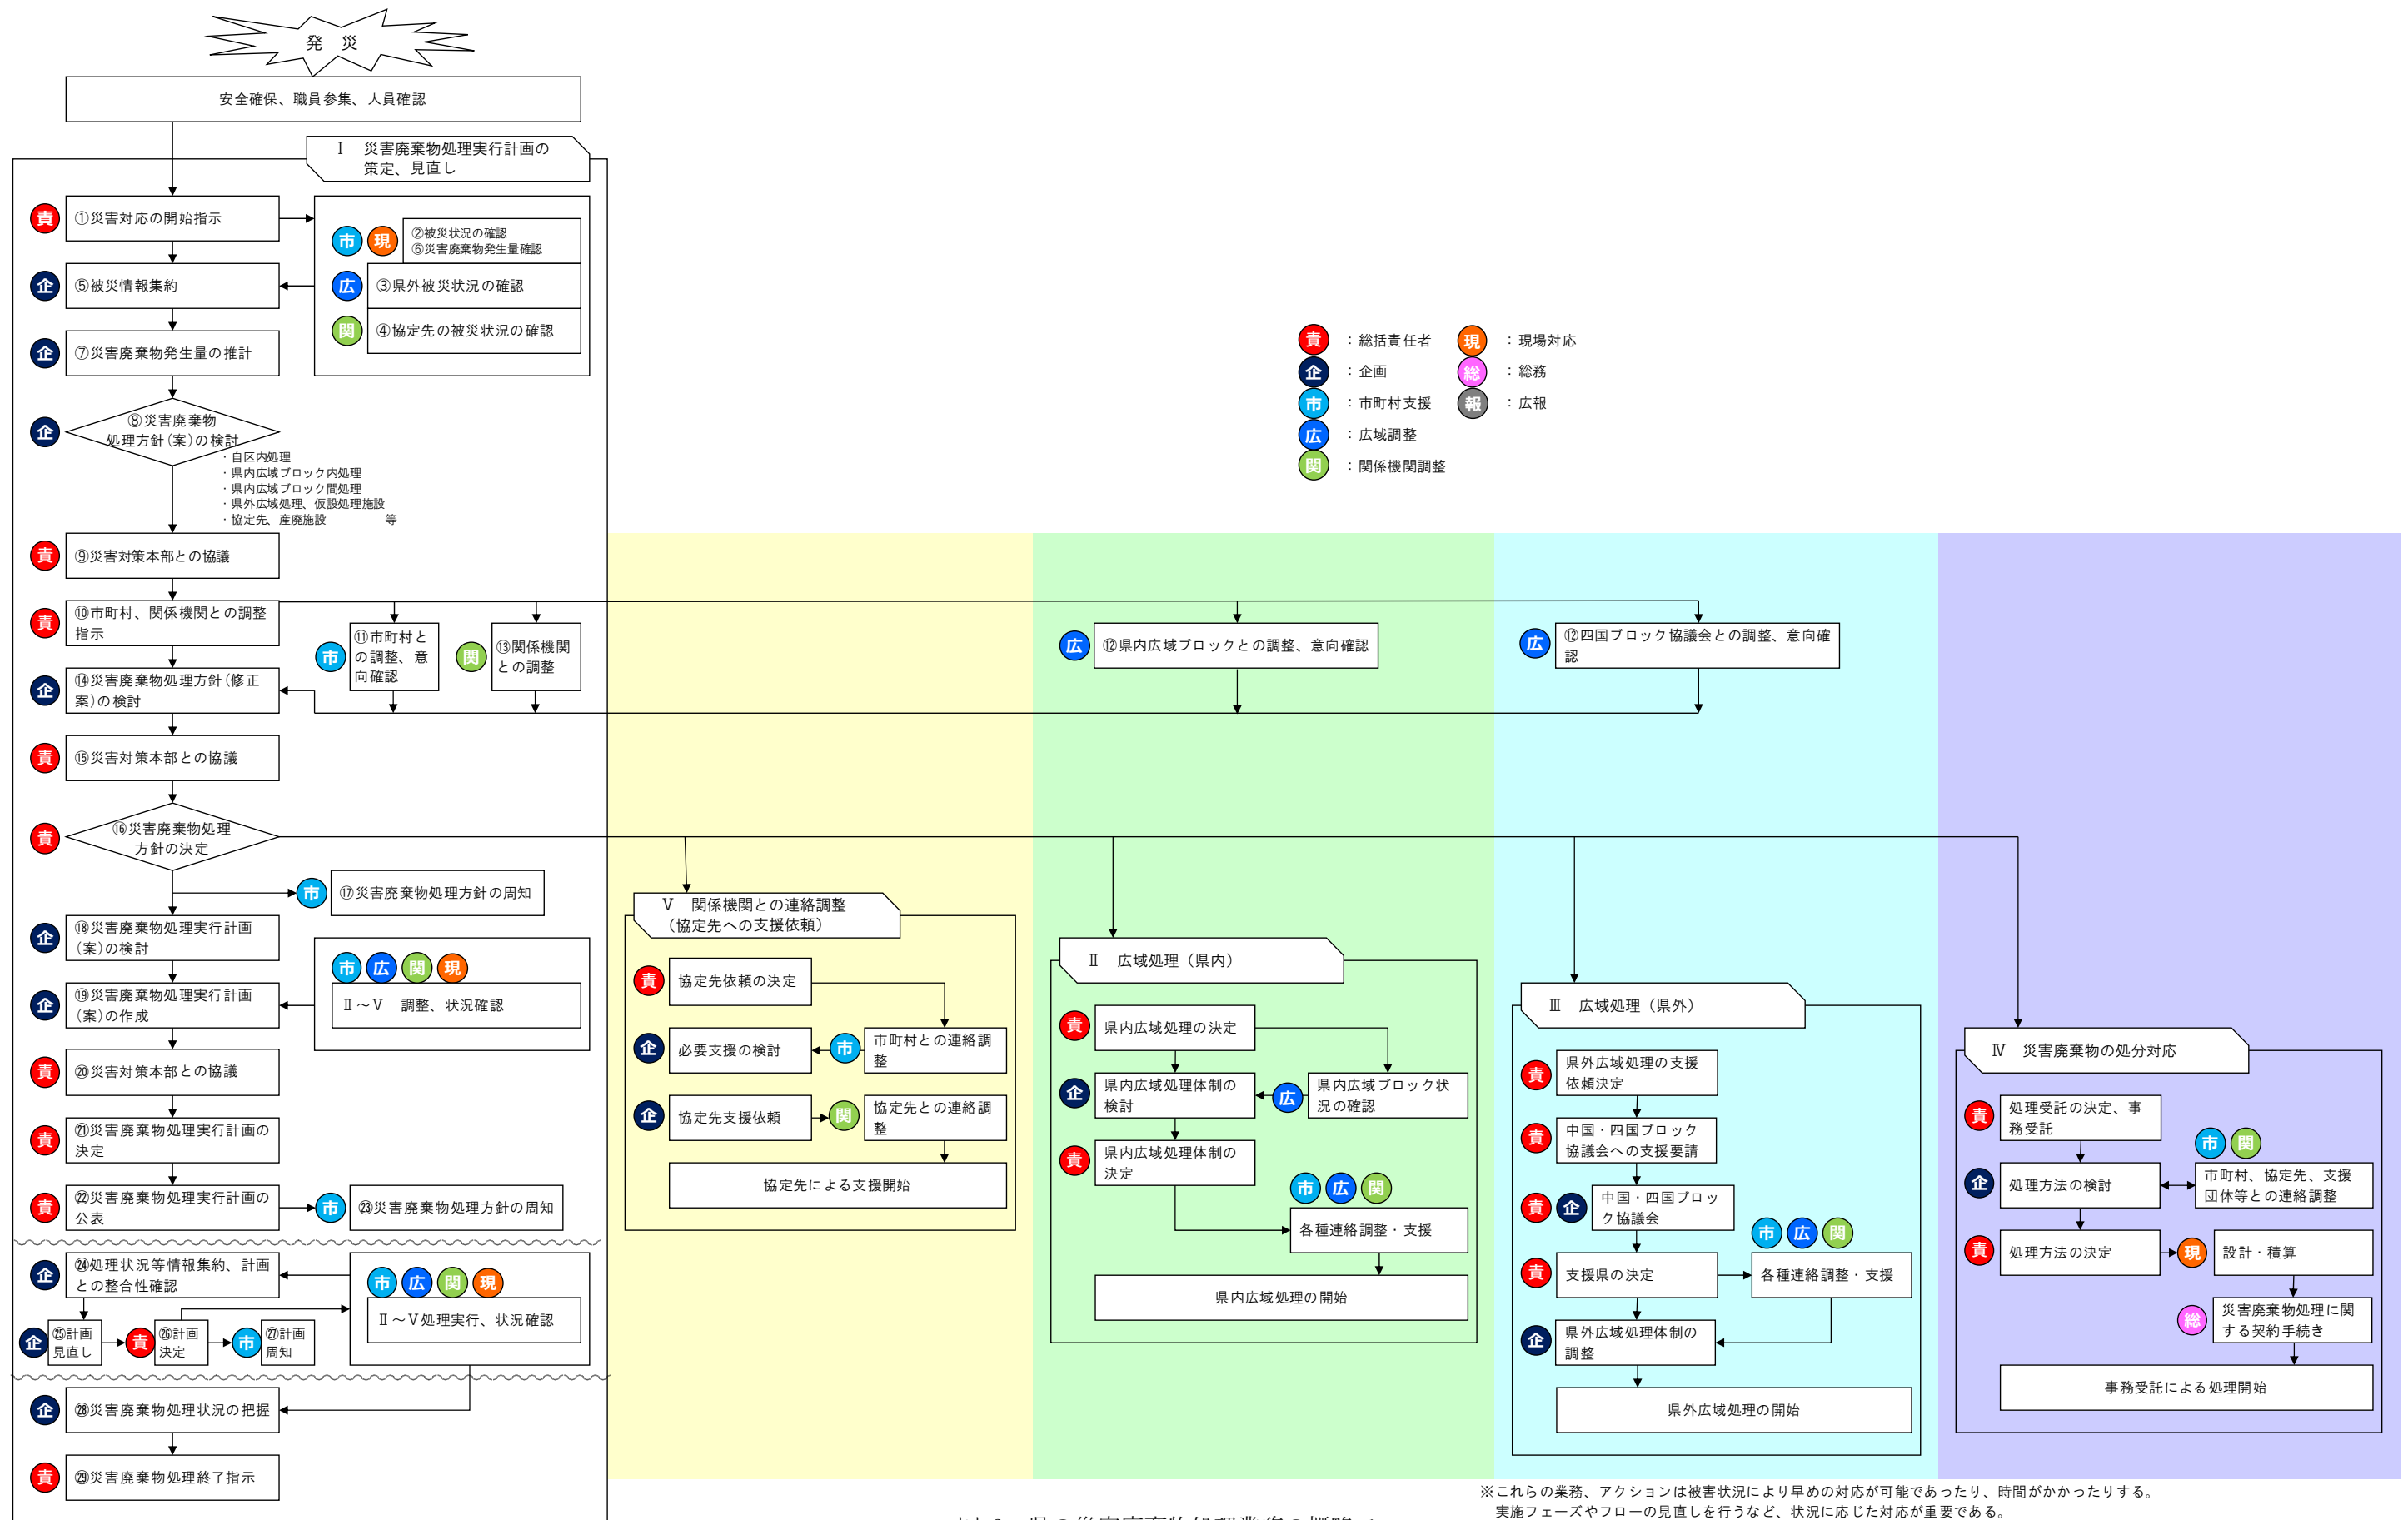 発　災
安全確保、職員参集、人員確認
Ⅰ　災害廃棄物処理実行計画の
策定、見直し
責
①災害対応の開始指示
市 現
②被災状況の確認
⑥災害廃棄物発生量確認
企
⑤被災情報集約
広
③県外被災状況の確認
関
④協定先の被災状況の確認
企
⑦災害廃棄物発生量の推計
企
⑧災害廃棄物
処理方針(案)の検討
・自区内処理
・県内広域ブロック内処理
・県内広域ブロック間処理
・県外広域処理、仮設処理施設
・協定先、産廃施設　　　　　等
責 ：総括責任者
現 ：現場対応
企 ：企画
総 ：総務
市 ：市町村支援
報 ：広報
広 ：広域調整
関 ：関係機関調整
責
⑨災害対策本部との協議
責
⑩市町村、関係機関との調整
指示
市
⑪市町村と
の調整、意
向確認
関
⑬関係機関
との調整
広
⑫県内広域ブロックとの調整、意向確認
広
⑫四国ブロック協議会との調整、意向確
認
企
⑭災害廃棄物処理方針(修正
案)の検討
責
⑮災害対策本部との協議
責
⑯災害廃棄物処理
方針の決定
市
⑰災害廃棄物処理方針の周知
企
⑱災害廃棄物処理実行計画
(案)の検討
市 広 関 現
Ⅱ～Ⅴ　調整、状況確認
企
⑲災害廃棄物処理実行計画
(案)の作成
責
⑳災害対策本部との協議
責
㉑災害廃棄物処理実行計画の
決定
責
㉒災害廃棄物処理実行計画の
公表
市
㉓災害廃棄物処理方針の周知
企
㉔処理状況等情報集約、計画
との整合性確認
市 広 関 現
Ⅱ～Ⅴ処理実行、状況確認
企
㉕計画
見直し
責
㉖計画
決定
市
㉗計画
周知
企
㉘災害廃棄物処理状況の把握
責
㉙災害廃棄物処理終了指示
Ⅴ　関係機関との連絡調整
（協定先への支援依頼）
責
協定先依頼の決定
企
必要支援の検討
市
市町村との連絡調
整
企
協定先支援依頼
関
協定先との連絡調
整
協定先による支援開始
Ⅱ　広域処理（県内）
責
県内広域処理の決定
企
県内広域処理体制の
検討
広
県内広域ブロック状
況の確認
責
県内広域処理体制の
決定
市 広 関
各種連絡調整・支援
県内広域処理の開始
Ⅲ　広域処理（県外）
責
県外広域処理の支援
依頼決定
責
中国・四国ブロック
協議会への支援要請
責 企
中国・四国ブロッ
ク協議会
市 広 関
責
支援県の決定
各種連絡調整・支援
企
県外広域処理体制の
調整
県外広域処理の開始
Ⅳ　災害廃棄物の処分対応
責
処理受託の決定、事
務受託
市 関
企
処理方法の検討
市町村、協定先、支援
団体等との連絡調整
責
処理方法の決定
現
設計・積算
総
災害廃棄物処理に関
する契約手続き
事務受託による処理開始
※これらの業務、アクションは被害状況により早めの対応が可能であったり、時間がかかったりする。
実施フェーズやフローの見直しを行うなど、状況に応じた対応が重要である。